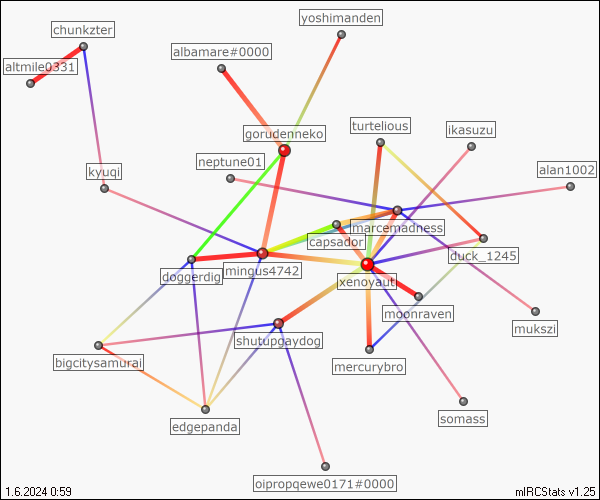 yoshimanden
chunkzter
albamare#0000
altmile0331
gorudenneko
turtelious
ikasuzu
neptune01
kyuqi
alan1002
marcemadness
capsador
duck_1245
doggerdig
mingus4742
xenoyaut
moonraven
mukszi
shutupgaydog
bigcitysamurai
mercurybro
somass
edgepanda
oipropqewe0171#0000
1.6.2024 0:59
mIRCStats v1.25